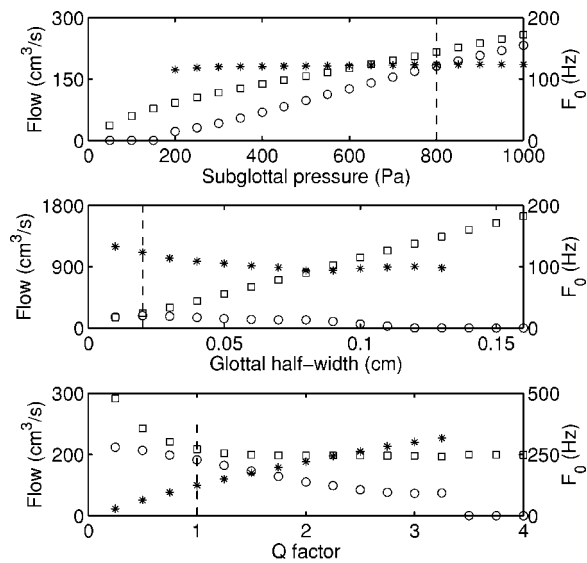 300
150
0
Flow (cm³/s)
200
100
0
F₀ (Hz)
0 200 400 600 800 1000
Subglottal pressure (Pa)
1800
900
0
Flow (cm³/s)
200
100
0
F₀ (Hz)
0 0.05 0.1 0.15
Glottal half−width (cm)
300
200
0
Flow (cm³/s)
500
250
0
F₀ (Hz)
0 1 2 3 4
Q factor